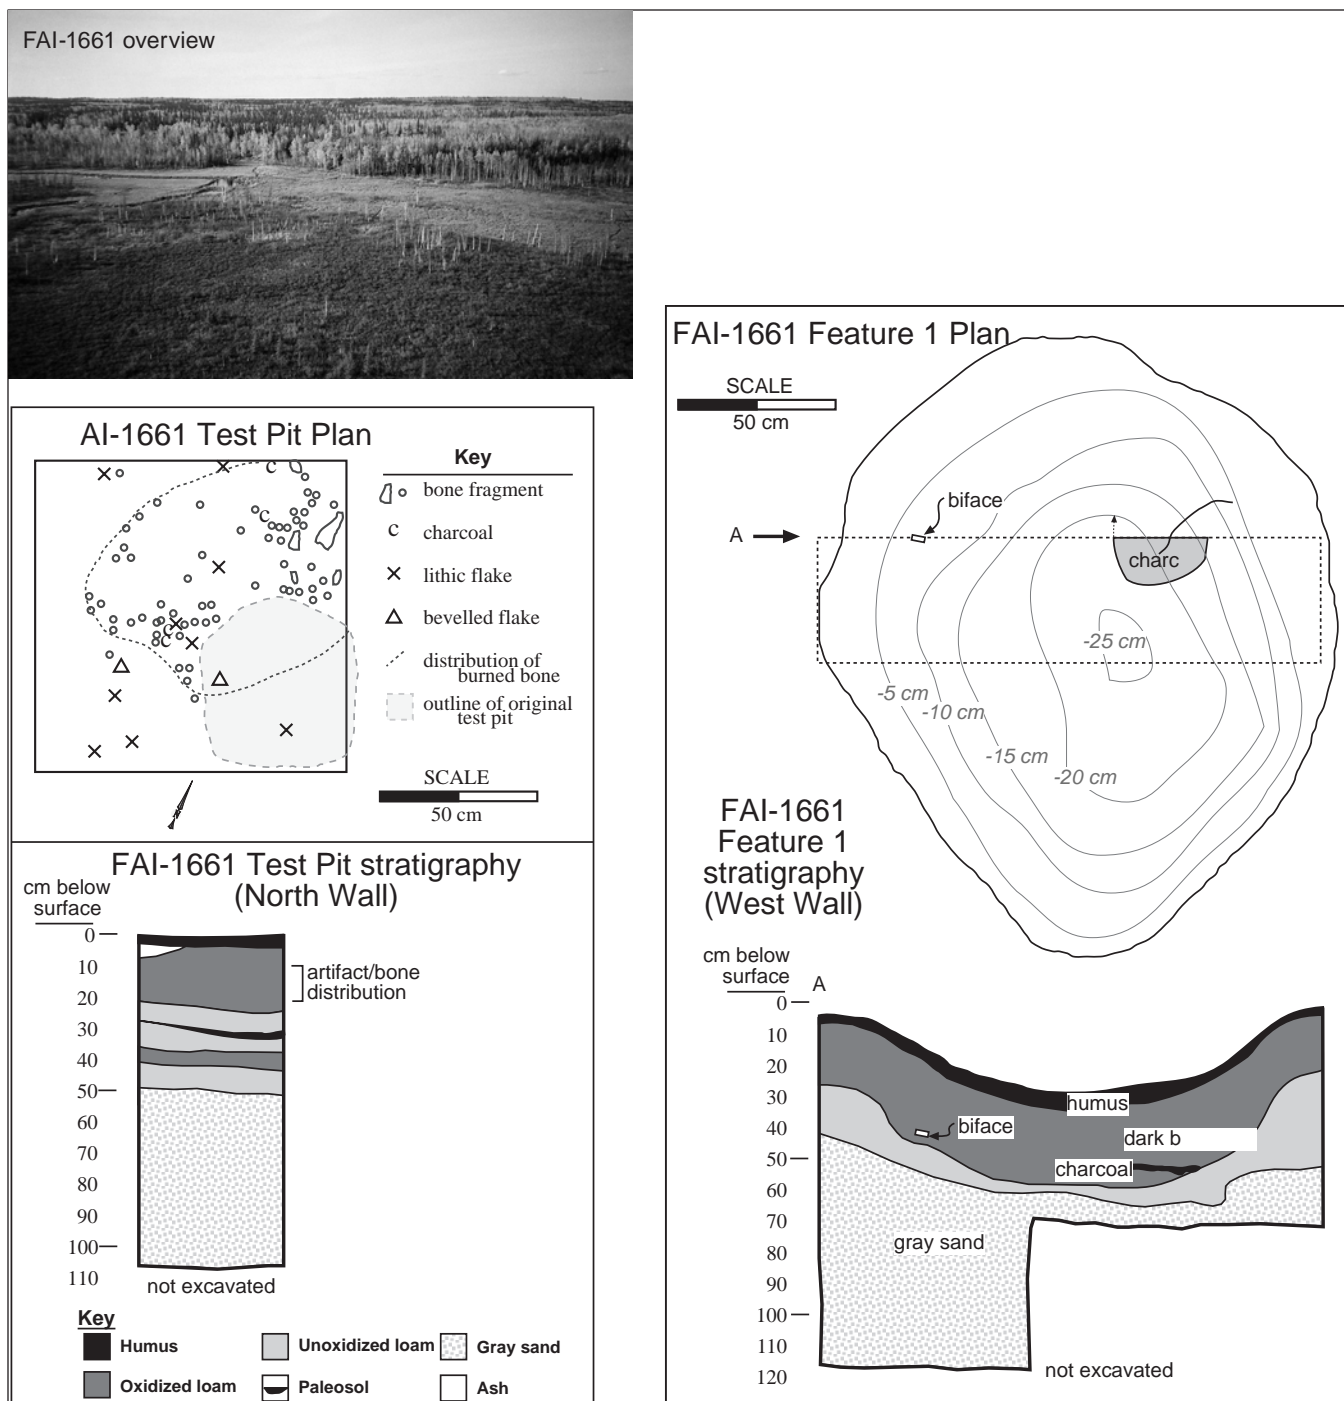 FAI-1661 overview
AI-1661 Test Pit Plan
Key
bone fragment
charcoal
lithic flake
bevelled flake
distribution of
burned bone
outline of original
test pit
SCALE
50 cm
FAI-1661 Test Pit stratigraphy
(North Wall)
cm below
surface
0
10
20
30
40
50
60
70
80
90
100
110
artifact/bone
distribution
not excavated
Key
Humus
Unoxidized loam
Gray sand
Oxidized loam
Paleosol
Ash
FAI-1661 Feature 1 Plan
SCALE
50 cm
biface
A
charc
-25 cm
-5 cm
-10 cm
-15 cm
-20 cm
FAI-1661
Feature 1
stratigraphy
(West Wall)
cm below
surface
A
0
10
20
30
40
50
60
70
80
90
100
110
120
humus
biface
dark b
charcoal
gray sand
not excavated